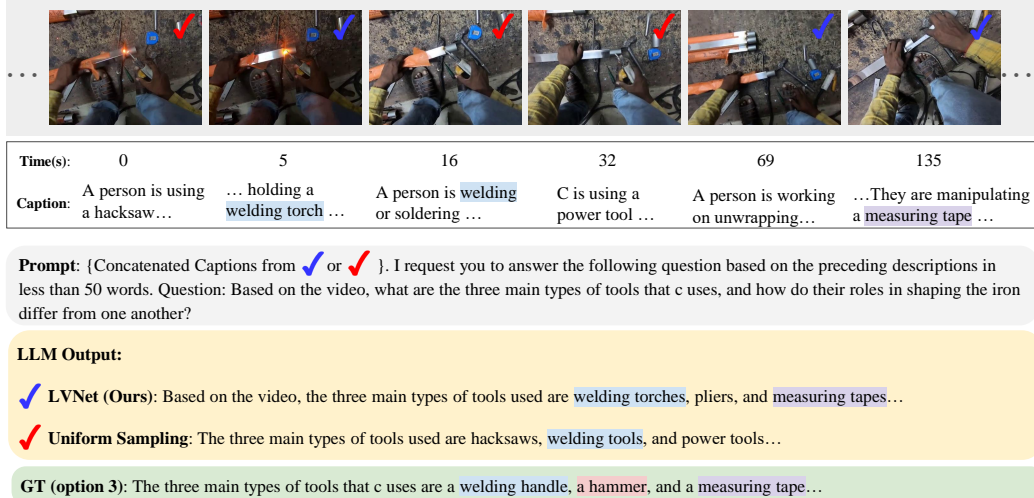 Time(s): 0 5 16 32 69 135
Caption: A person is using a hacksaw… … holding a welding torch … A person is welding or soldering … C is using a power tool … A person is working on unwrapping… …They are manipulating a measuring tape …
Prompt: {Concatenated Captions from ✓ or ✓ }. I request you to answer the following question based on the preceding descriptions in
less than 50 words. Question: Based on the video, what are the three main types of tools that c uses, and how do their roles in shaping the iron
differ from one another?
LLM Output:
LVNet (Ours): Based on the video, the three main types of tools used are welding torches, pliers, and measuring tapes…
Uniform Sampling: The three main types of tools used are hacksaws, welding tools, and power tools…
GT (option 3): The three main types of tools that c uses are a welding handle, a hammer, and a measuring tape…